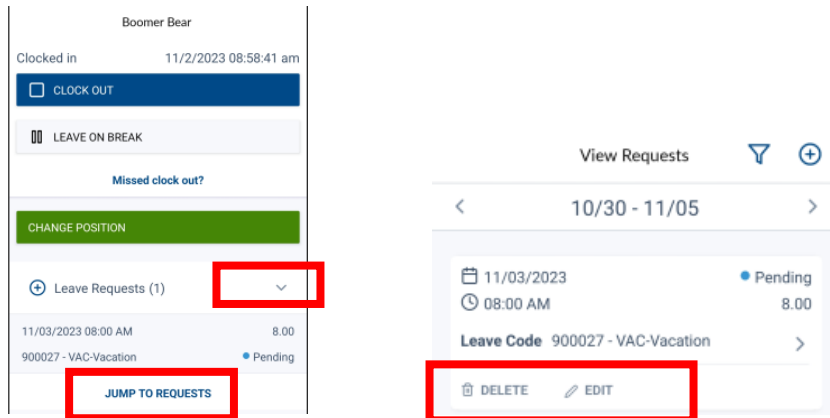 Boomer Bear
Clocked in 11/2/2023 08:58:41 am
CLOCK OUT
LEAVE ON BREAK
Missed clock out?
CHANGE POSITION
Leave Requests (1)
11/03/2023 08:00 AM 8.00
900027 - VAC-Vacation Pending
JUMP TO REQUESTS
View Requests
10/30 - 11/05
11/03/2023 Pending
08:00 AM 8.00
Leave Code 900027 - VAC-Vacation
DELETE EDIT